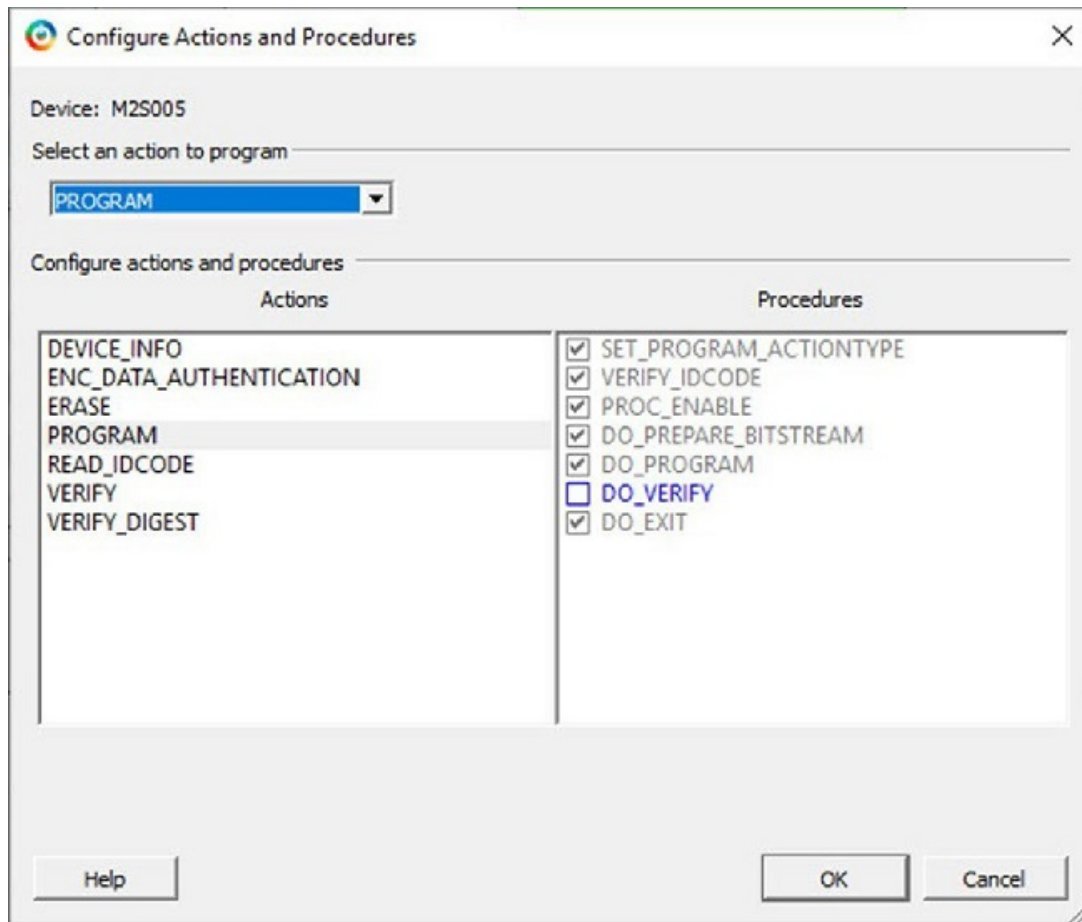 Configure Actions and Procedures
Device: M2S005
Select an action to program
PROGRAM
Configure actions and procedures
Actions
Procedures
DEVICE_INFO
ENC_DATA_AUTHENTICATION
ERASE
PROGRAM
READ_IDCODE
VERIFY
VERIFY_DIGEST
SET_PROGRAM_ACTIONTYPE
VERIFY_IDCODE
PROC_ENABLE
DO_PREPARE_BITSTREAM
DO_PROGRAM
DO_VERIFY
DO_EXIT
Help
OK
Cancel